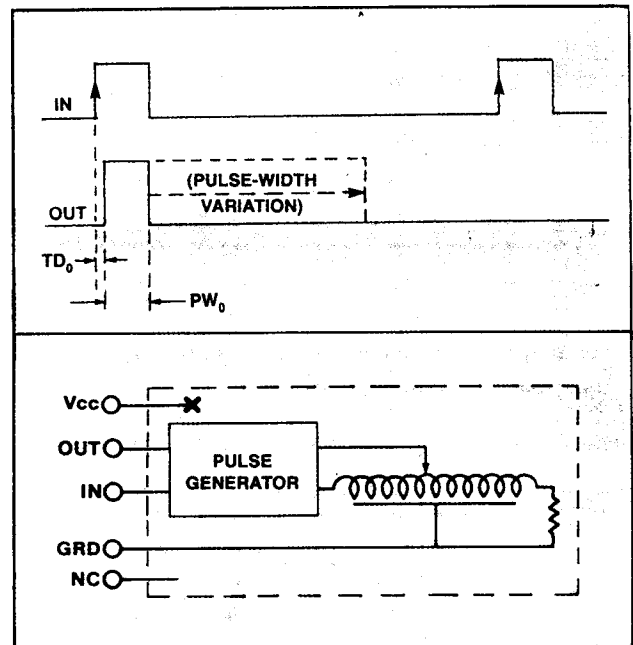 IN
(PULSE-WIDTH
VARIATION)
OUT
TD₀
PW₀
Vcc
OUT
PULSE
GENERATOR
IN
GRD
NC